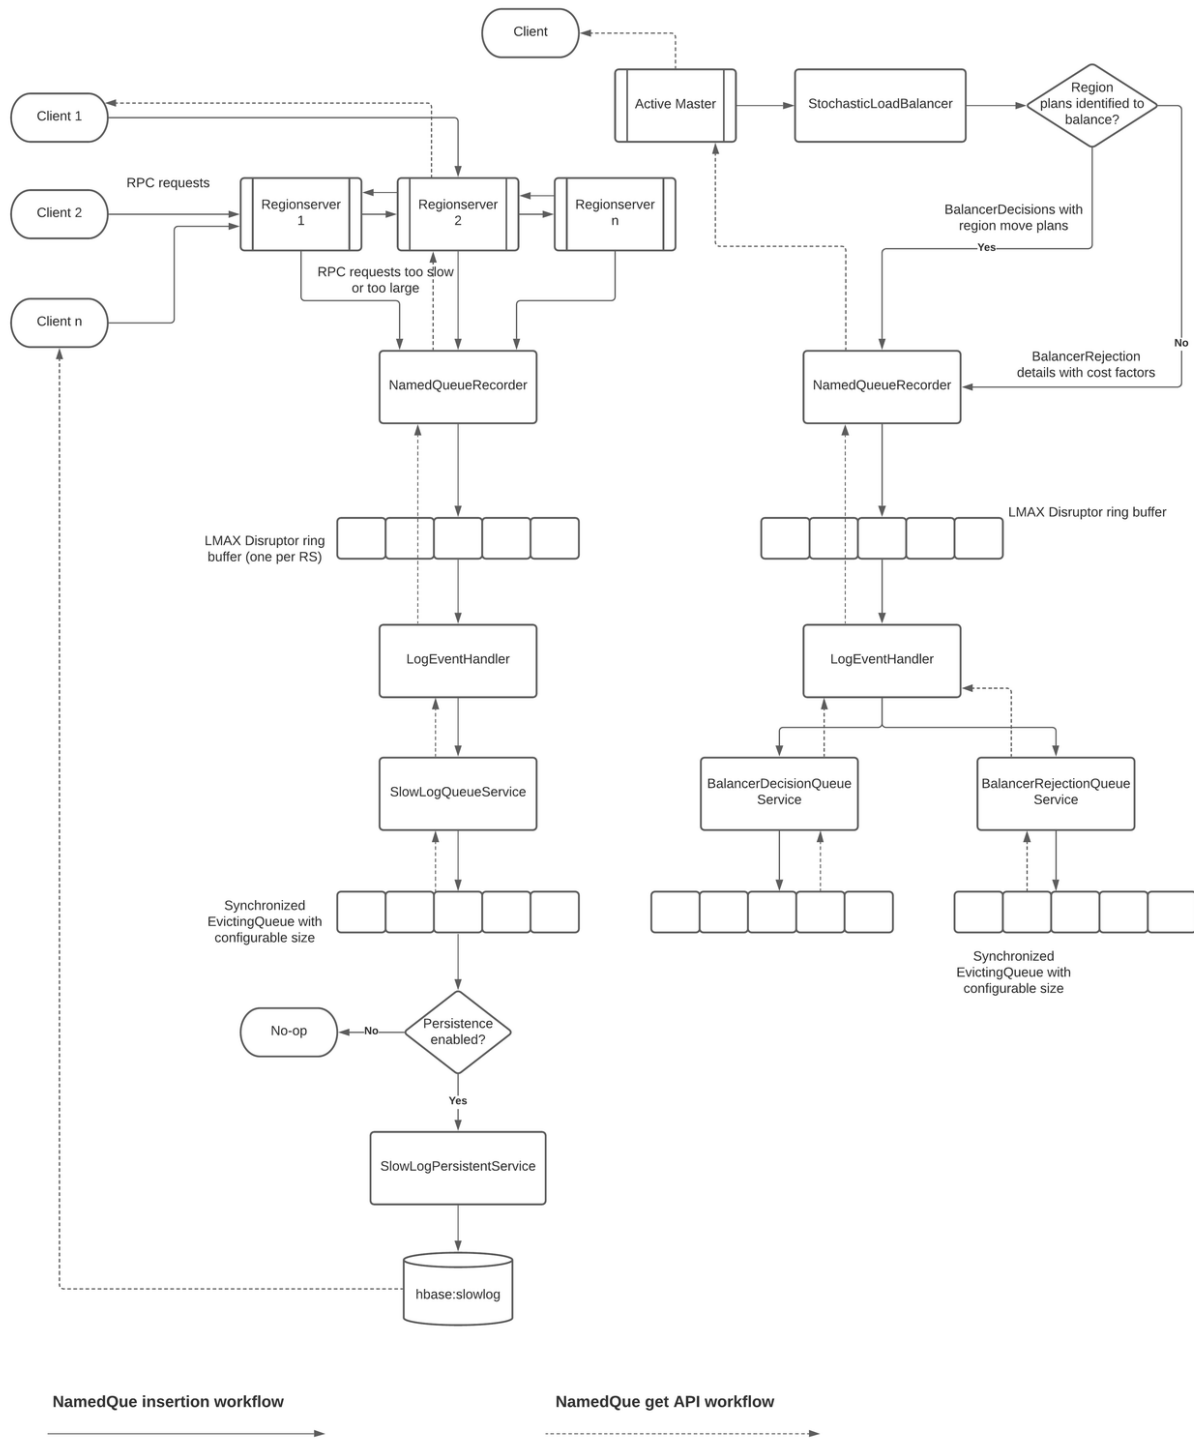 Client
Active Master
StochasticLoadBalancer
Region
plans identified to
balance?
Client 1
RPC requests
Client 2
Regionserver
1
Regionserver
2
Regionserver
n
BalancerDecisions with
region move plans
Yes
RPC requests too slow
or too large
Client n
No
BalancerRejection
details with cost factors
NamedQueueRecorder
NamedQueueRecorder
LMAX Disruptor ring
buffer (one per RS)
LMAX Disruptor ring buffer
LogEventHandler
LogEventHandler
SlowLogQueueService
BalancerDecisionQueue
Service
BalancerRejectionQueue
Service
Synchronized
EvictingQueue with
configurable size
Synchronized
EvictingQueue with
configurable size
No-op
No
Persistence
enabled?
Yes
SlowLogPersistentService
hbase:slowlog
NamedQue insertion workflow
NamedQue get API workflow